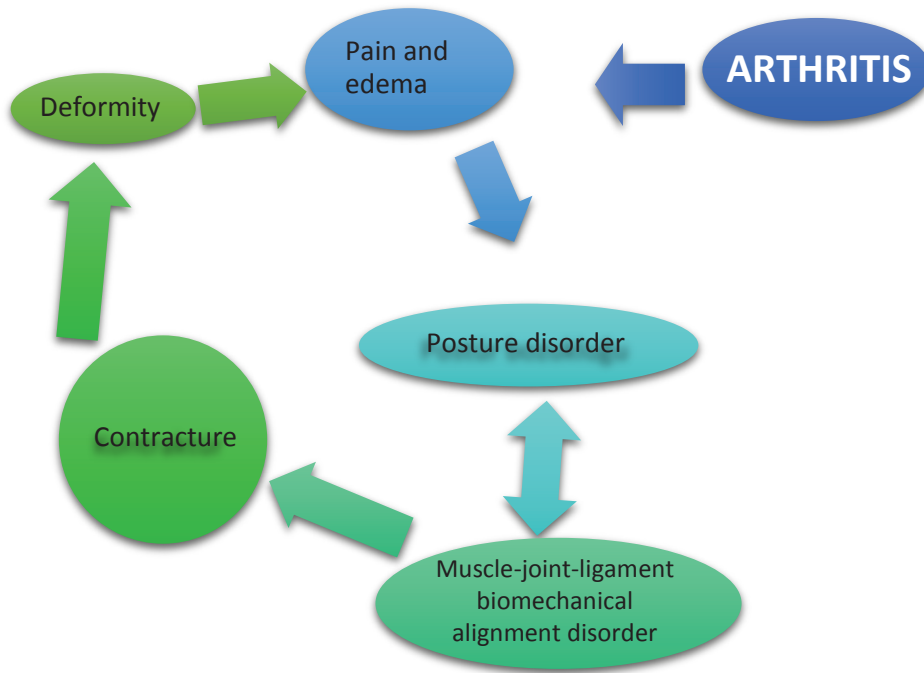 Pain and
edema
ARTHRITIS
Deformity
Posture disorder
Contracture
Muscle-joint-ligament
biomechanical
alignment disorder